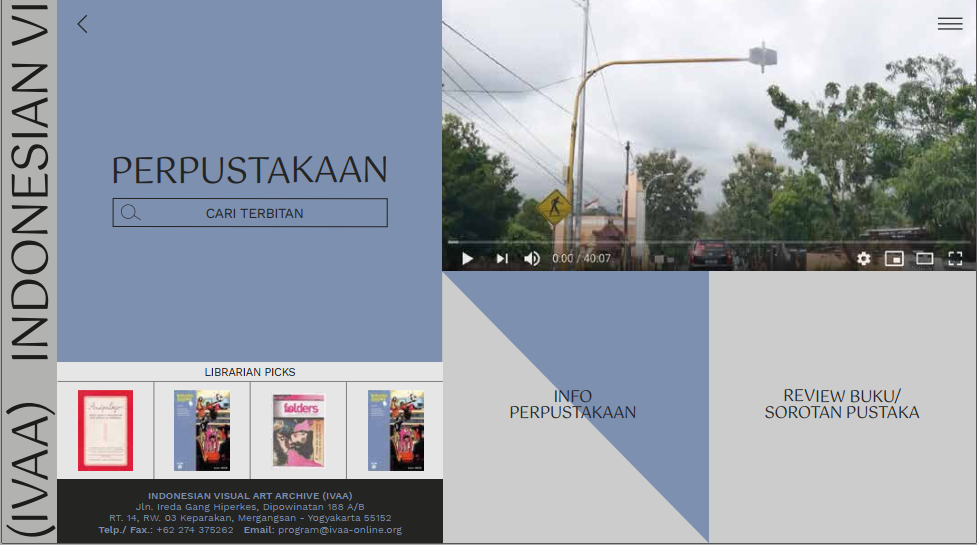 (IVAA) INDONESIAN VI
PERPUSTAKAAN
CARI TERBITAN
0:00 / 40:07
LIBRARIAN PICKS
folders
INFO
PERPUSTAKAAN
REVIEW BUKU/
SOROTAN PUSTAKA
INDONESIAN VISUAL ART ARCHIVE (IVAA)
Jln. Ireda Gang Hiperkes, Dipowinatan 188 A/B
RT. 14, RW. 03 Keparakan, Mergangsan - Yogyakarta 55152
Telp./ Fax.: +62 274 375262 Email: program@ivaa-online.org